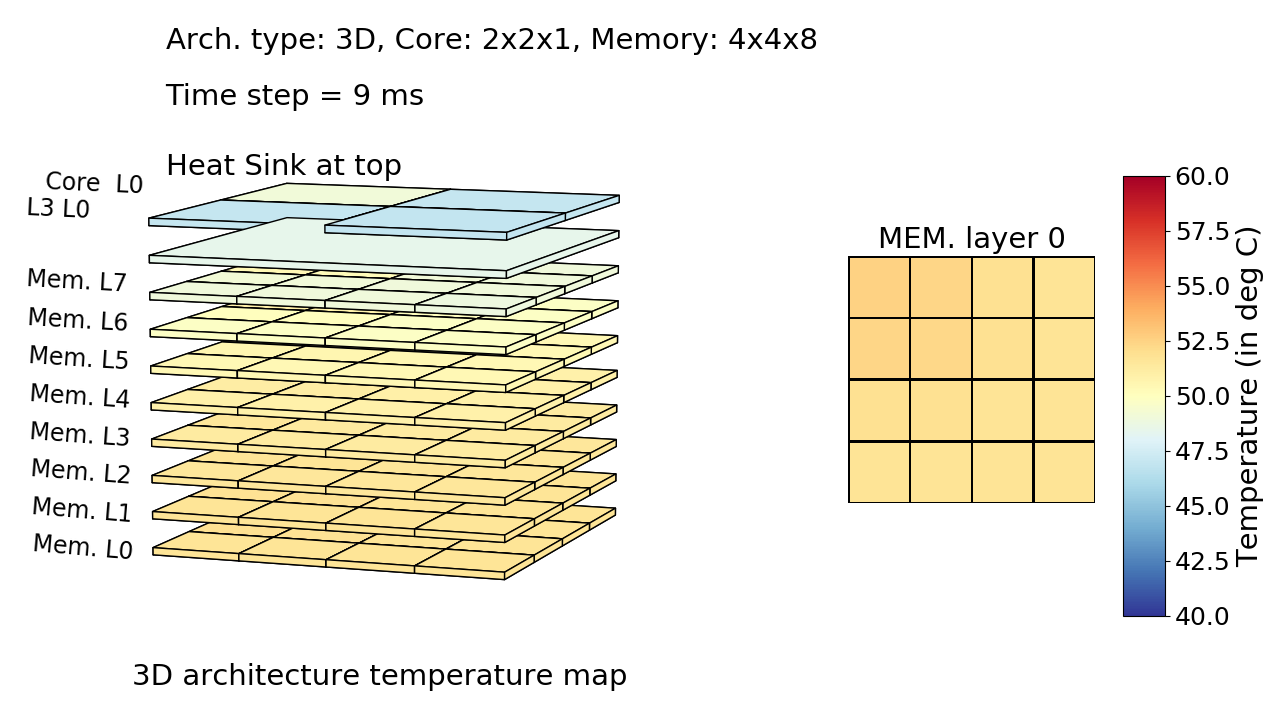 Arch. type: 3D, Core: 2x2x1, Memory: 4x4x8
Time step = 9 ms
Heat Sink at top
Core L0
L3 L0
Mem. L7
Mem. L6
Mem. L5
Mem. L4
Mem. L3
Mem. L2
Mem. L1
Mem. L0
3D architecture temperature map
MEM. layer 0
60.0
57.5
55.0
52.5
50.0
47.5
45.0
42.5
40.0
Temperature (in deg C)